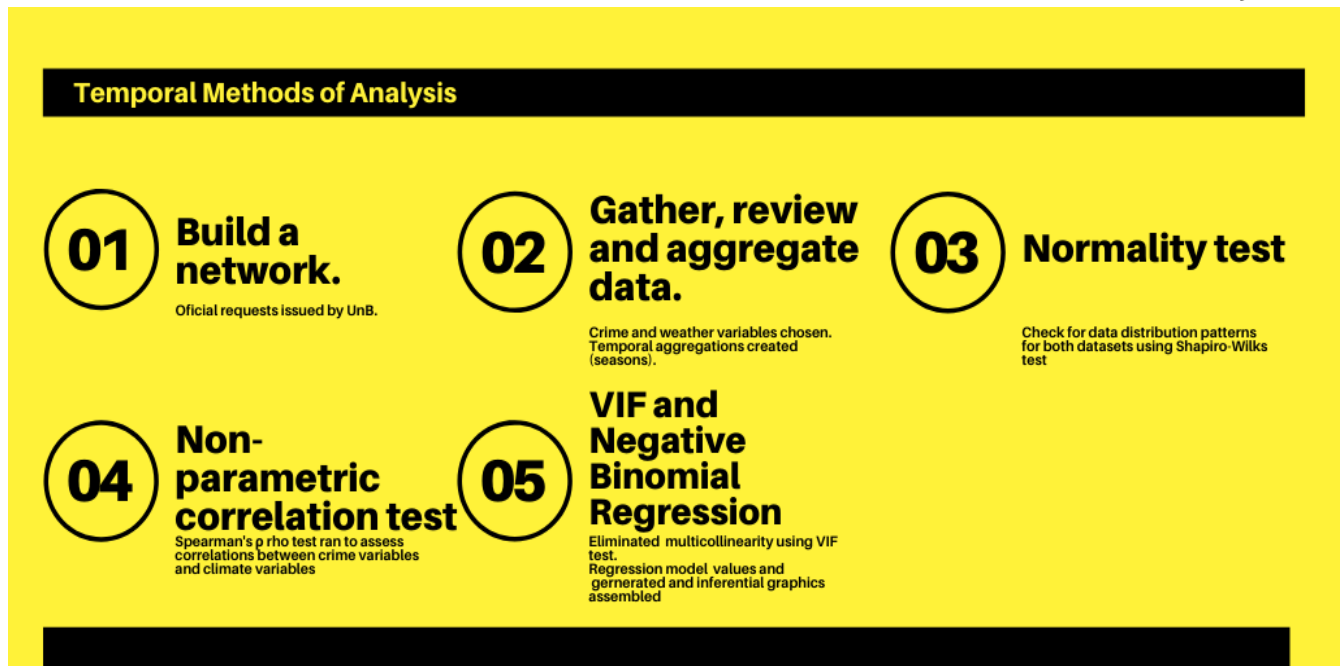 Temporal Methods of Analysis
01
Build a
network.
Oficial requests issued by UnB.
02
Gather, review
and aggregate
data.
Crime and weather variables chosen.
Temporal aggregations created
(seasons).
03
Normality test
Check for data distribution patterns
for both datasets using Shapiro-Wilks
test
04
Non-
parametric
correlation test
Spearman's ρ rho test ran to assess
correlations between crime variables
and climate variables
05
VIF and
Negative
Binomial
Regression
Eliminated multicollinearity using VIF
test.
Regression model values and
gernerated and inferential graphics
assembled